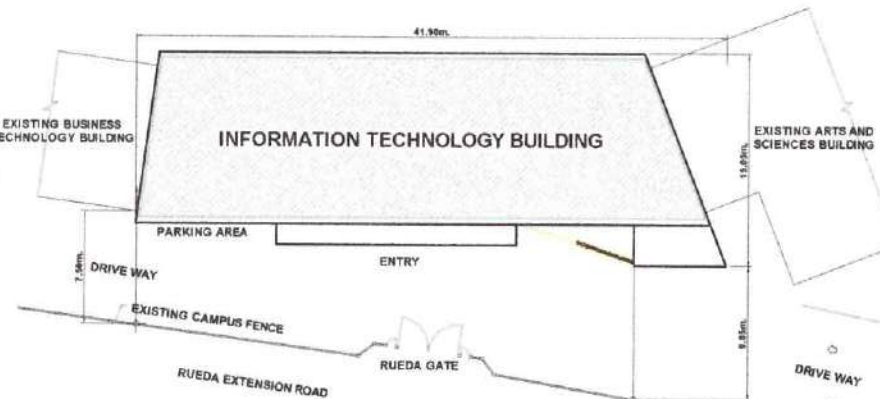 41.90m.
EXISTING BUSINESS
TECHNOLOGY BUILDING
INFORMATION TECHNOLOGY BUILDING
EXISTING ARTS AND
SCIENCES BUILDING
PARKING AREA
ENTRY
DRIVE WAY
EXISTING CAMPUS FENCE
RUEDA GATE
RUEDA EXTENSION ROAD
DRIVE WAY